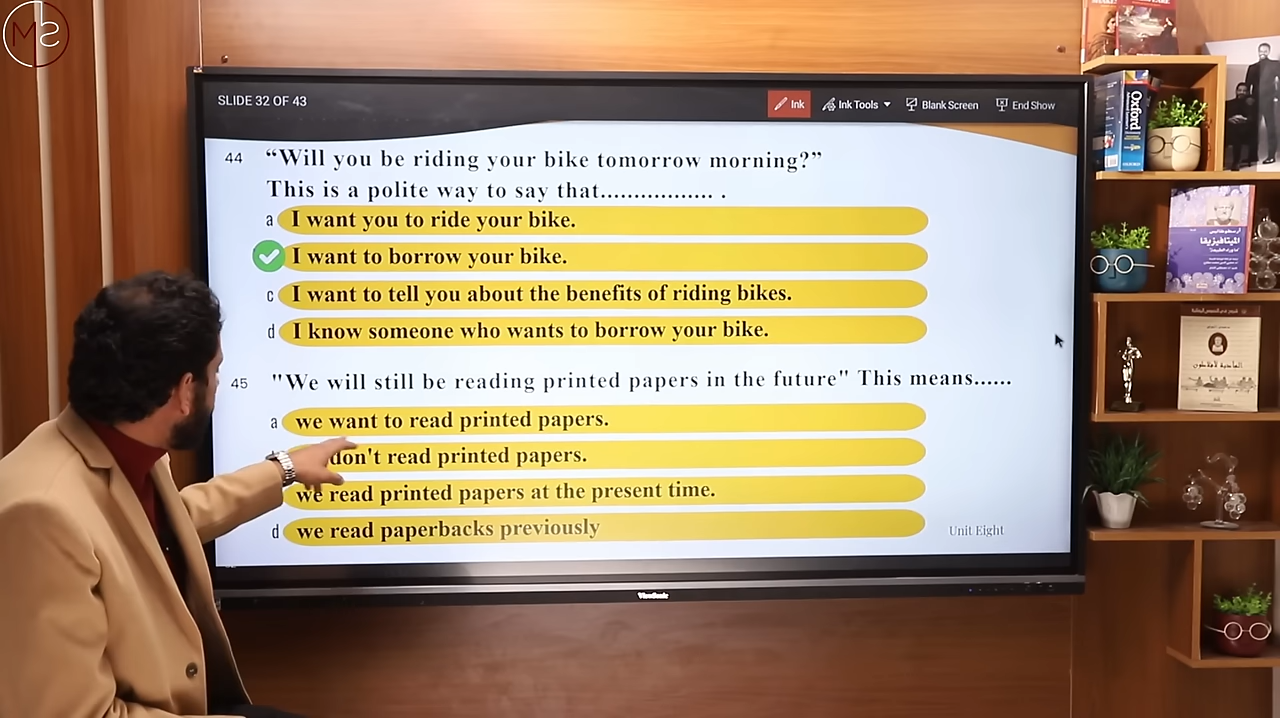 MS
SLIDE 32 OF 43
Ink
Ink Tools
Blank Screen
End Show
44 “Will you be riding your bike tomorrow morning?”
This is a polite way to say that................. .
a I want you to ride your bike.
I want to borrow your bike.
c I want to tell you about the benefits of riding bikes.
d I know someone who wants to borrow your bike.
45 "We will still be reading printed papers in the future" This means......
a we want to read printed papers.
don't read printed papers.
we read printed papers at the present time.
d we read paperbacks previously
Unit Eight
ViewSonic
Oxford
الميتافيزيقا